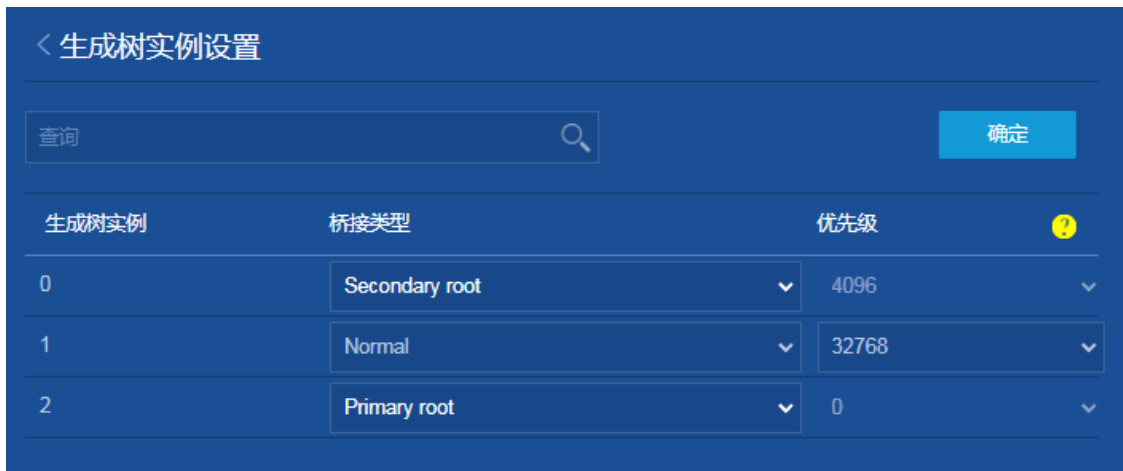 生成树实例设置
查询
确定
生成树实例 桥接类型 优先级 ?
0 Secondary root 4096
1 Normal 32768
2 Primary root 0